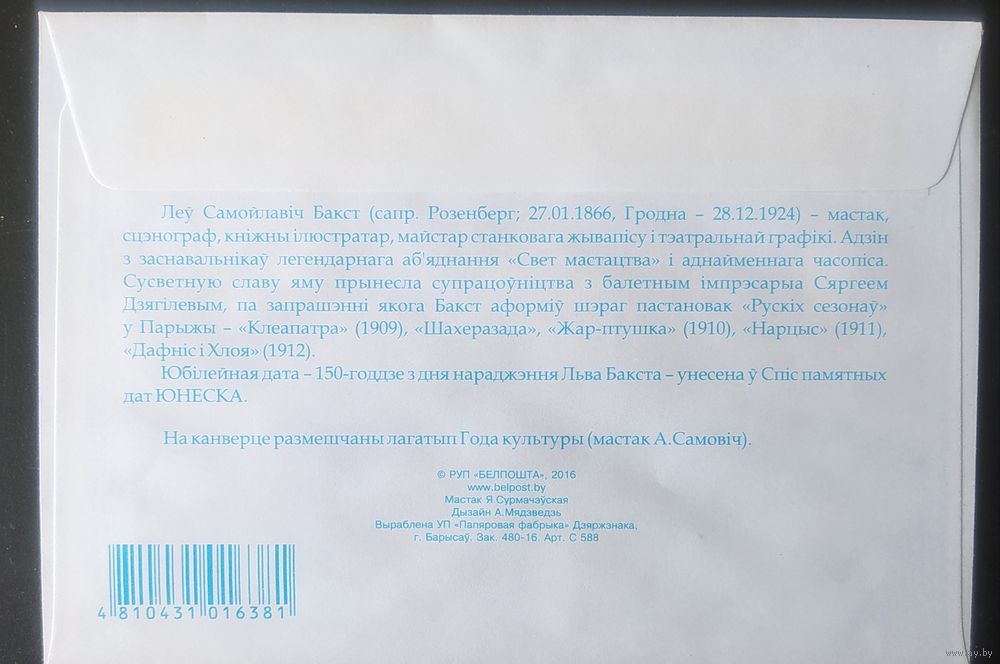 Леў Самойлавіч Бакст (сапр. Розенберг; 27.01.1866, Гродна – 28.12.1924) – мастак,
сцэнограф, кніжны ілюстратар, майстар станковага жывапісу і тэатральнай графікі. Адзін
з заснавальнікаў легендарнага аб'яднання «Свет мастацтва» і аднайменнага часопіса.
Сусветную славу яму прынесла супрацоўніцтва з балетным імпрэсарыа Сяргеем
Дзягілевым, па запрашэнні якога Бакст аформіў шэраг пастановак «Рускіх сезонаў»
у Парыжы – «Клеапатра» (1909), «Шахеразада», «Жар-птушка» (1910), «Нарцыс» (1911),
«Дафніс і Хлоя» (1912).
Юбілейная дата – 150-годдзе з дня нараджэння Льва Бакста – унесена ў Спіс памятных
дат ЮНЕСКА.
На канверце размешчаны лагатып Года культуры (мастак А.Самовіч).
© РУП «БЕЛПОШТА», 2016
www.belpost.by
Мастак Я.Сурмачэўская
Дызайн А.Мядзведзь
Выраблена УП «Папяровая фабрыка» Дзяржзнака,
г. Барысаў. Зак. 480-16. Арт. С 588
4 810431 016381
www.ay.by